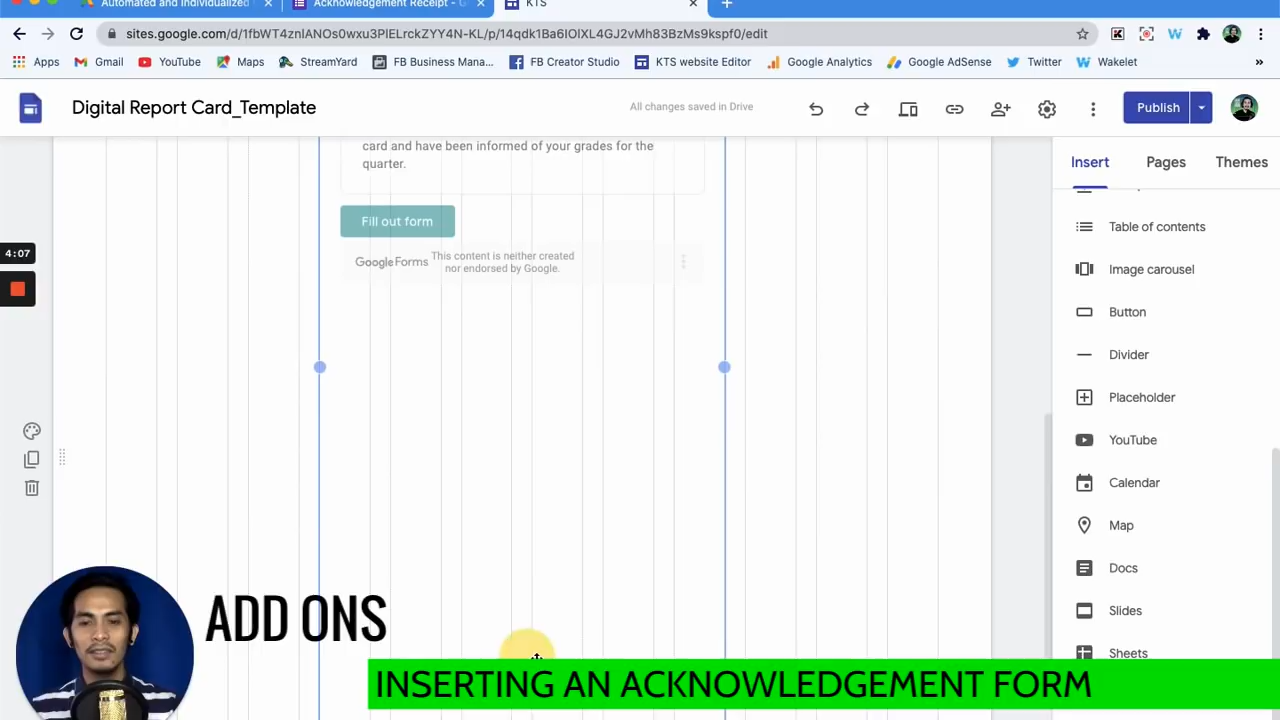 Automated and Individualized
Acknowledgement Receipt - G
KTS
sites.google.com/d/1fbWT4znlANOs0wxu3PlELrckZYY4N-KL/p/14qdk1Ba6IOlXL4GJ2vMh83BzMs9kspf0/edit
Apps
Gmail
YouTube
Maps
StreamYard
FB Business Mana...
FB Creator Studio
KTS website Editor
Google Analytics
Google AdSense
Twitter
Wakelet
»
Digital Report Card_Template
All changes saved in Drive
Publish
Insert
Pages
Themes
card and have been informed of your grades for the
quarter.
Fill out form
Google Forms
This content is neither created
nor endorsed by Google.
4:07
Table of contents
Image carousel
Button
Divider
Placeholder
YouTube
Calendar
Map
Docs
Slides
Sheets
ADD ONS
INSERTING AN ACKNOWLEDGEMENT FORM